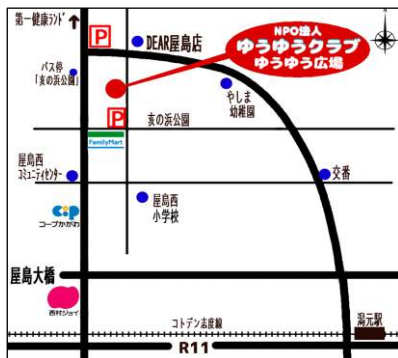 第一健康ランド
P
DEAR屋島店
NPO法人
ゆうゆうクラブ
ゆうゆう広場
バス停
「亥の浜公園」
やしま
幼稚園
P
亥の浜公園
FamilyMart
屋島西
コミュニティセンター
交番
屋島西
小学校
コープかがわ
屋島大橋
西村ジョイ
コトデン志度線
潟元駅
R11